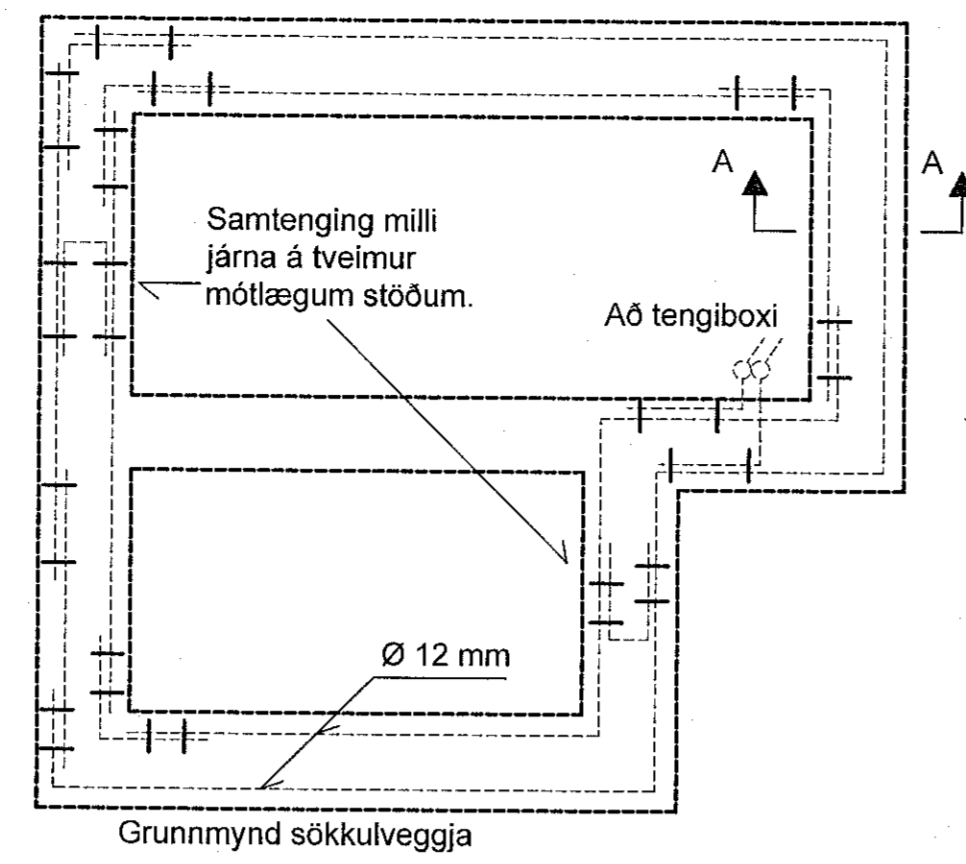 A
A
Samtenging milli
járna á tveimur
mótlægum stöðum.
Að tengiboxi
Ø 12 mm
Grunnmynd sökkulveggja